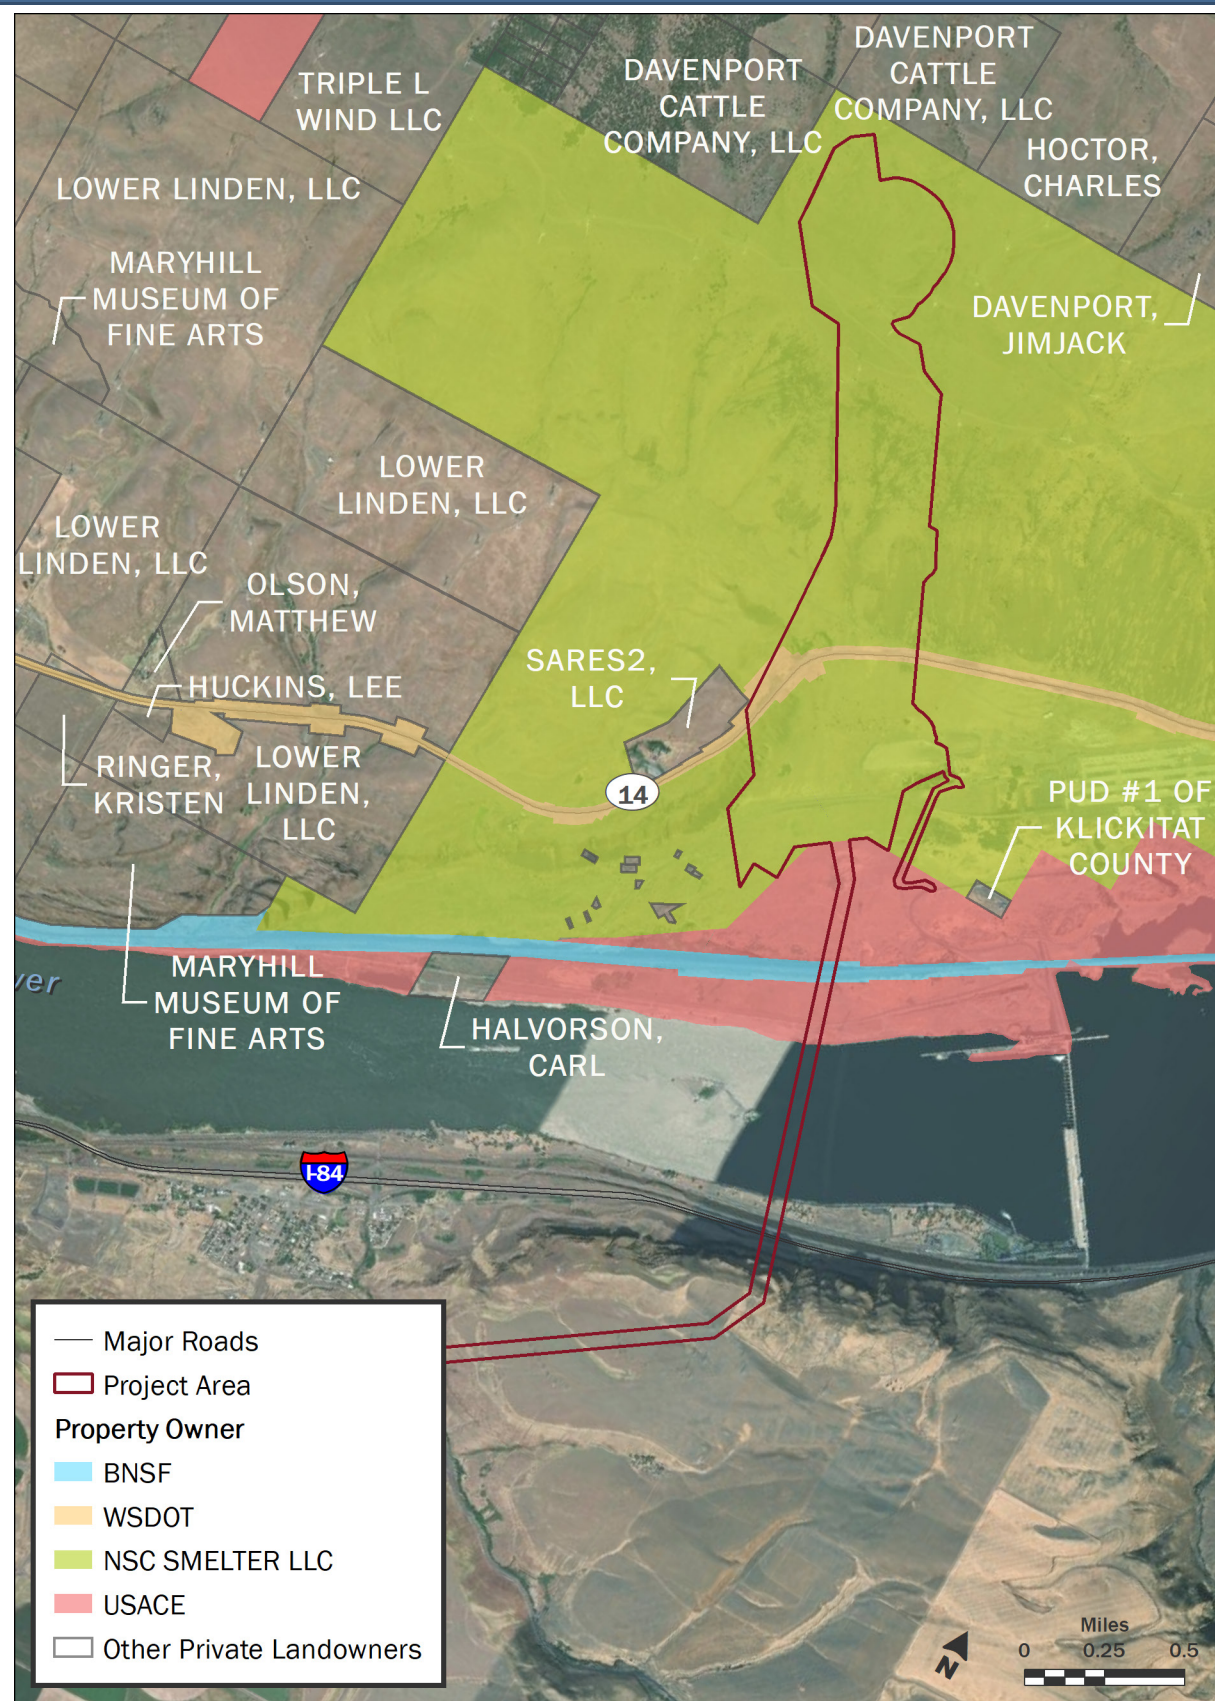 TRIPLE L
WIND LLC
DAVENPORT
CATTLE
COMPANY, LLC
DAVENPORT
CATTLE
COMPANY, LLC
HOCTOR,
CHARLES
LOWER LINDEN, LLC
MARYHILL
MUSEUM OF
FINE ARTS
DAVENPORT,
JIMJACK
LOWER
LINDEN, LLC
LOWER
LINDEN, LLC
OLSON,
MATTHEW
SARES2,
LLC
HUCKINS, LEE
RINGER,
KRISTEN
LOWER
LINDEN,
LLC
14
PUD #1 OF
KLICKITAT
COUNTY
MARYHILL
MUSEUM OF
FINE ARTS
ver
HALVORSON,
CARL
I-84
Major Roads
Project Area
Property Owner
BNSF
WSDOT
NSC SMELTER LLC
USACE
Other Private Landowners
N
Miles
0 0.25 0.5